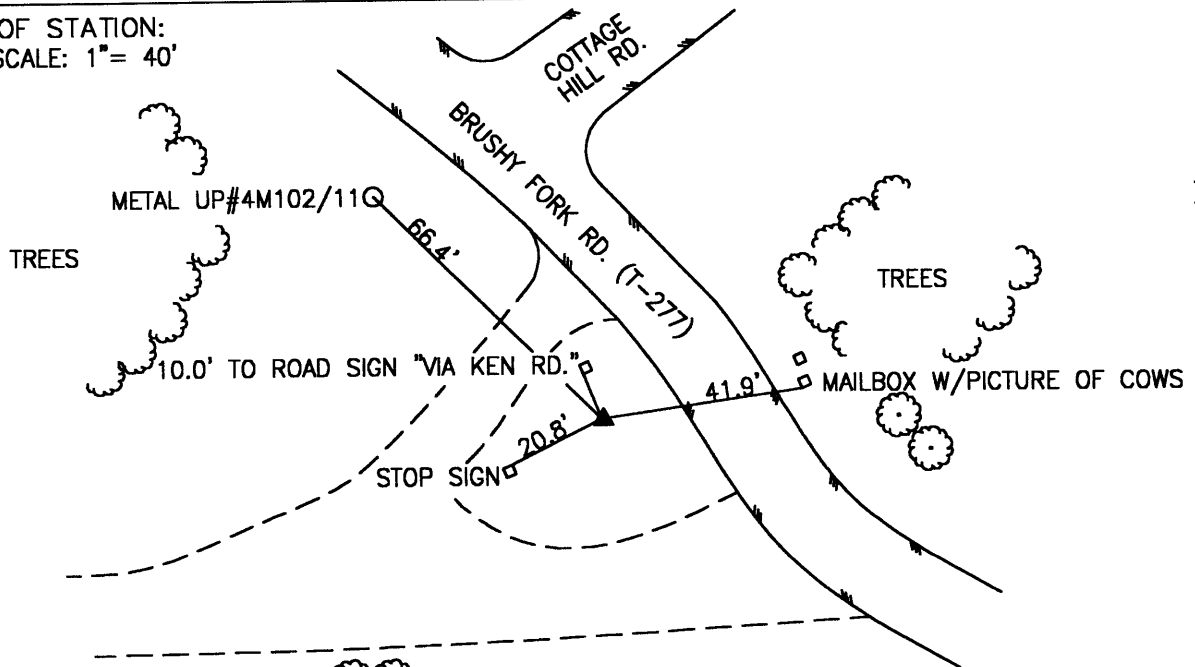 OF STATION:
SCALE: 1"= 40'
COTTAGE
HILL RD.
BRUSHY FORK RD. (T-277)
METAL UP#4M102/11
66.4'
TREES
TREES
10.0' TO ROAD SIGN "VIA KEN RD."
41.9'
MAILBOX W/PICTURE OF COWS
20.8'
STOP SIGN